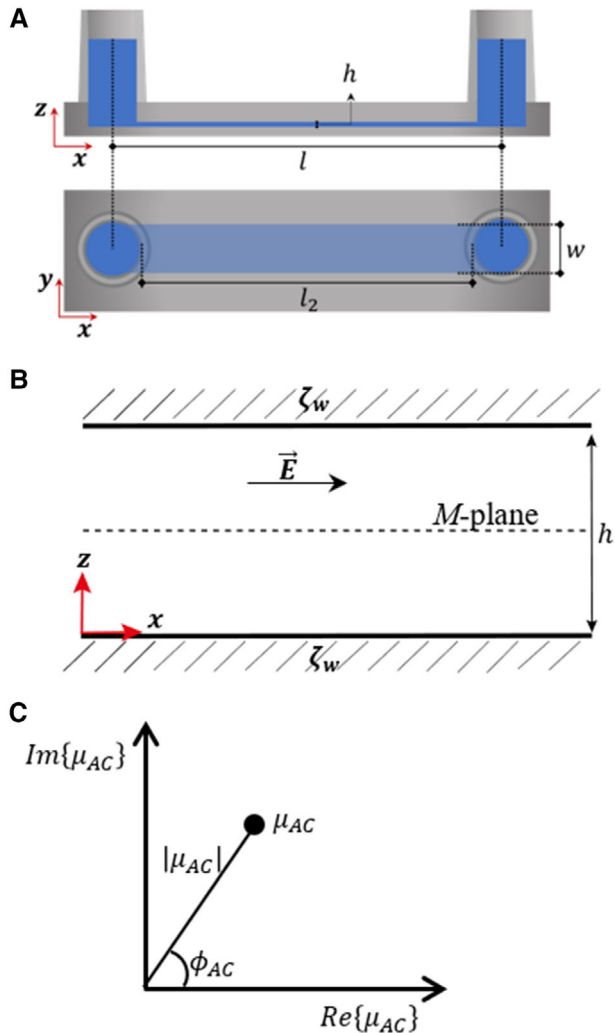 A
h
z
x
l
w
y
l₂
x
B
ζw
E⃗
M-plane
h
z
x
ζw
C
Im{μAC}
μAC
|μAC|
ϕAC
Re{μAC}